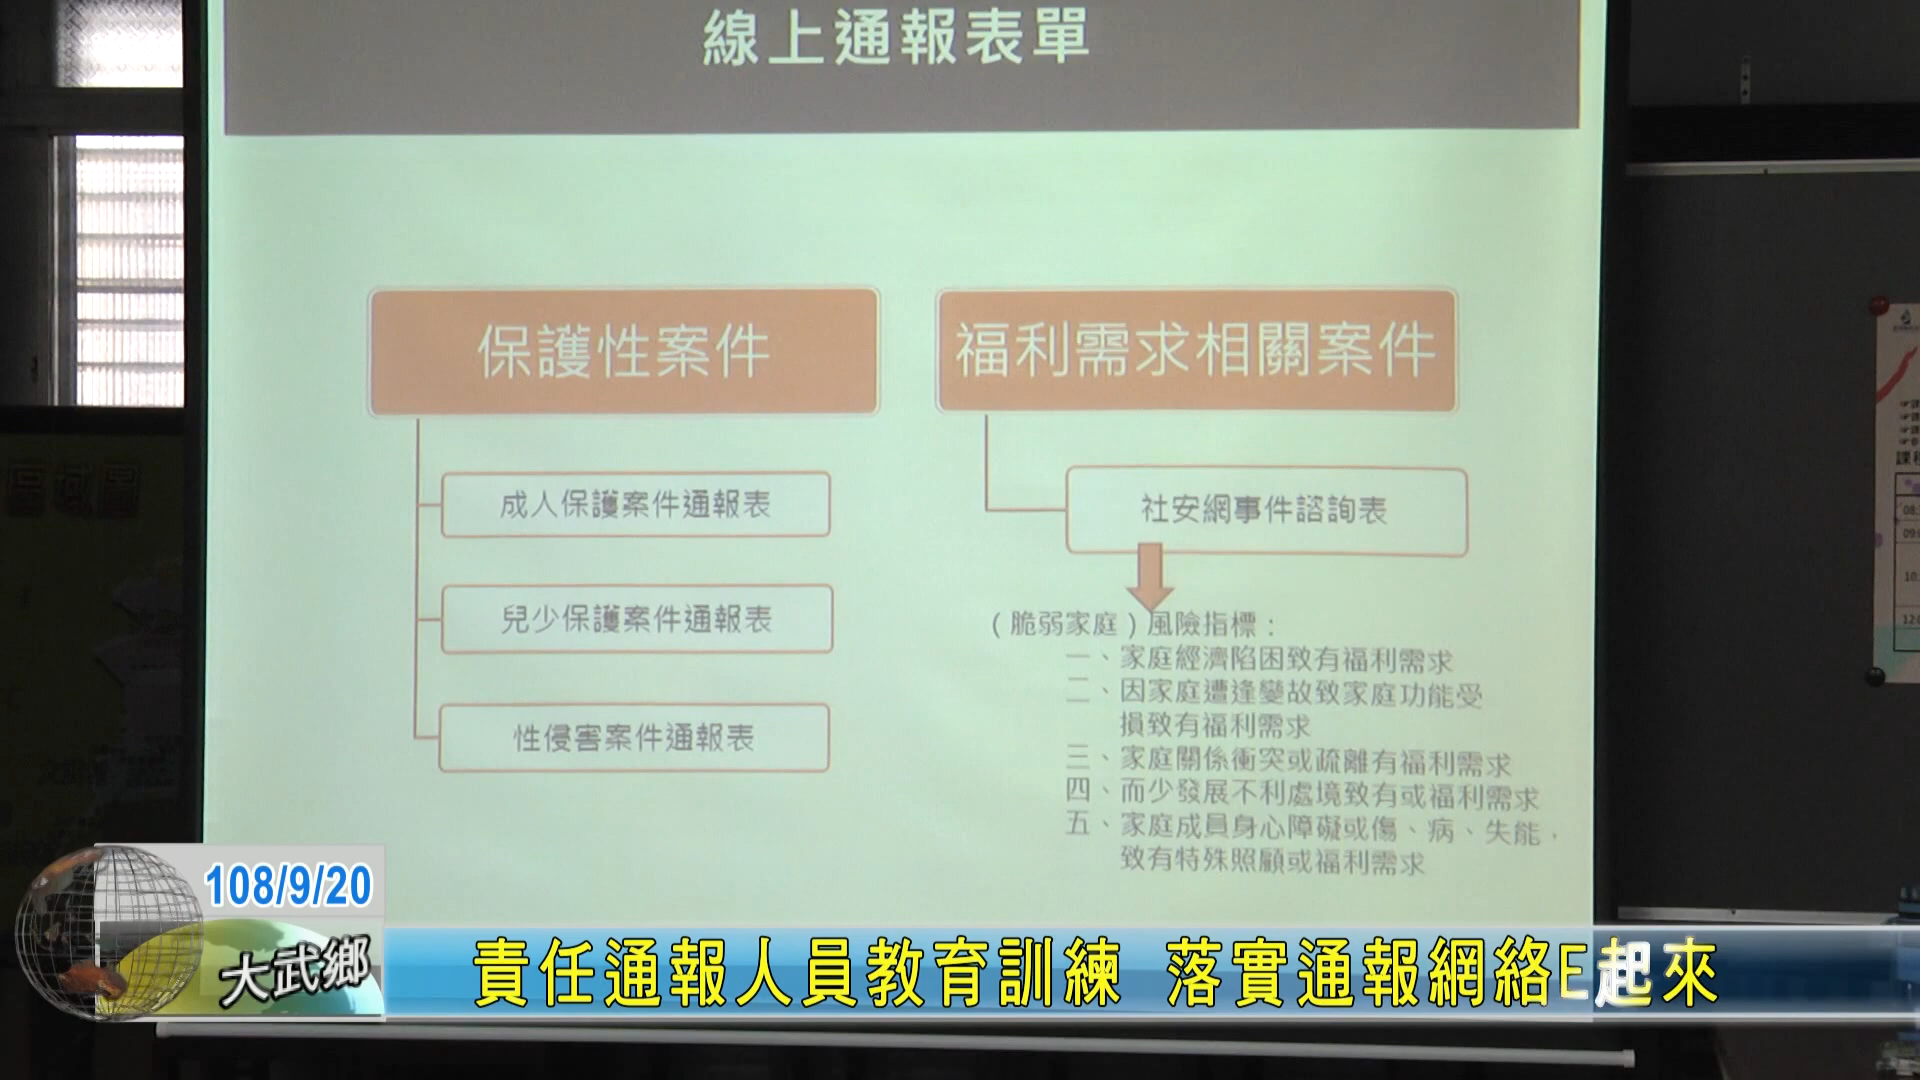 線上通報表單
保護性案件
成人保護案件通報表
兒少保護案件通報表
性侵害案件通報表
福利需求相關案件
社安網事件諮詢表
（脆弱家庭）風險指標：
一、家庭經濟陷困致有福利需求
二、因家庭遭逢變故致家庭功能受
損致有福利需求
三、家庭關係衝突或疏離有福利需求
四、而少發展不利處境致有或福利需求
五、家庭成員身心障礙或傷、病、失能，
致有特殊照顧或福利需求
108/9/20
大武鄉
責任通報人員教育訓練 落實通報網絡E起來